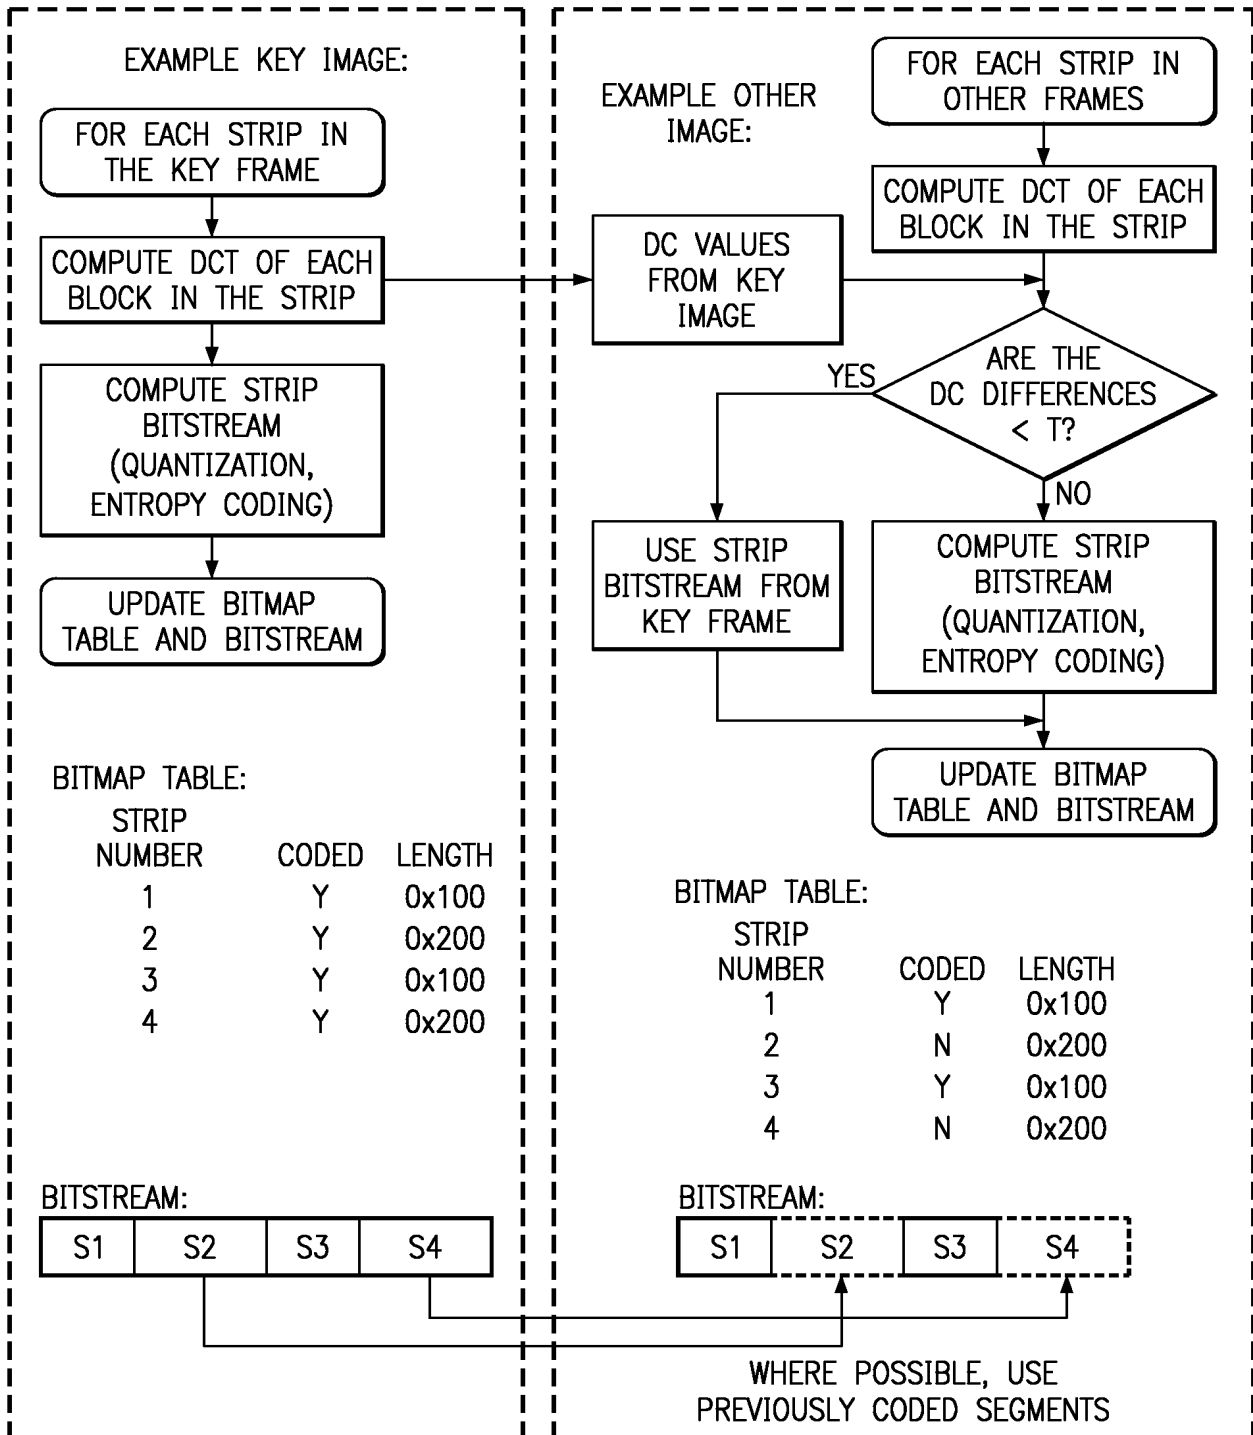 EXAMPLE KEY IMAGE:
FOR EACH STRIP IN
THE KEY FRAME
COMPUTE DCT OF EACH
BLOCK IN THE STRIP
COMPUTE STRIP
BITSTREAM
(QUANTIZATION,
ENTROPY CODING)
UPDATE BITMAP
TABLE AND BITSTREAM
BITMAP TABLE:
STRIP
NUMBER CODED LENGTH
1 Y 0x100
2 Y 0x200
3 Y 0x100
4 Y 0x200
BITSTREAM:
S1 S2 S3 S4
EXAMPLE OTHER
IMAGE:
FOR EACH STRIP IN
OTHER FRAMES
COMPUTE DCT OF EACH
BLOCK IN THE STRIP
DC VALUES
FROM KEY
IMAGE
ARE THE
DC DIFFERENCES
< T?
YES
NO
USE STRIP
BITSTREAM FROM
KEY FRAME
COMPUTE STRIP
BITSTREAM
(QUANTIZATION,
ENTROPY CODING)
UPDATE BITMAP
TABLE AND BITSTREAM
BITMAP TABLE:
STRIP
NUMBER CODED LENGTH
1 Y 0x100
2 N 0x200
3 Y 0x100
4 N 0x200
BITSTREAM:
S1 S2 S3 S4
WHERE POSSIBLE, USE
PREVIOUSLY CODED SEGMENTS